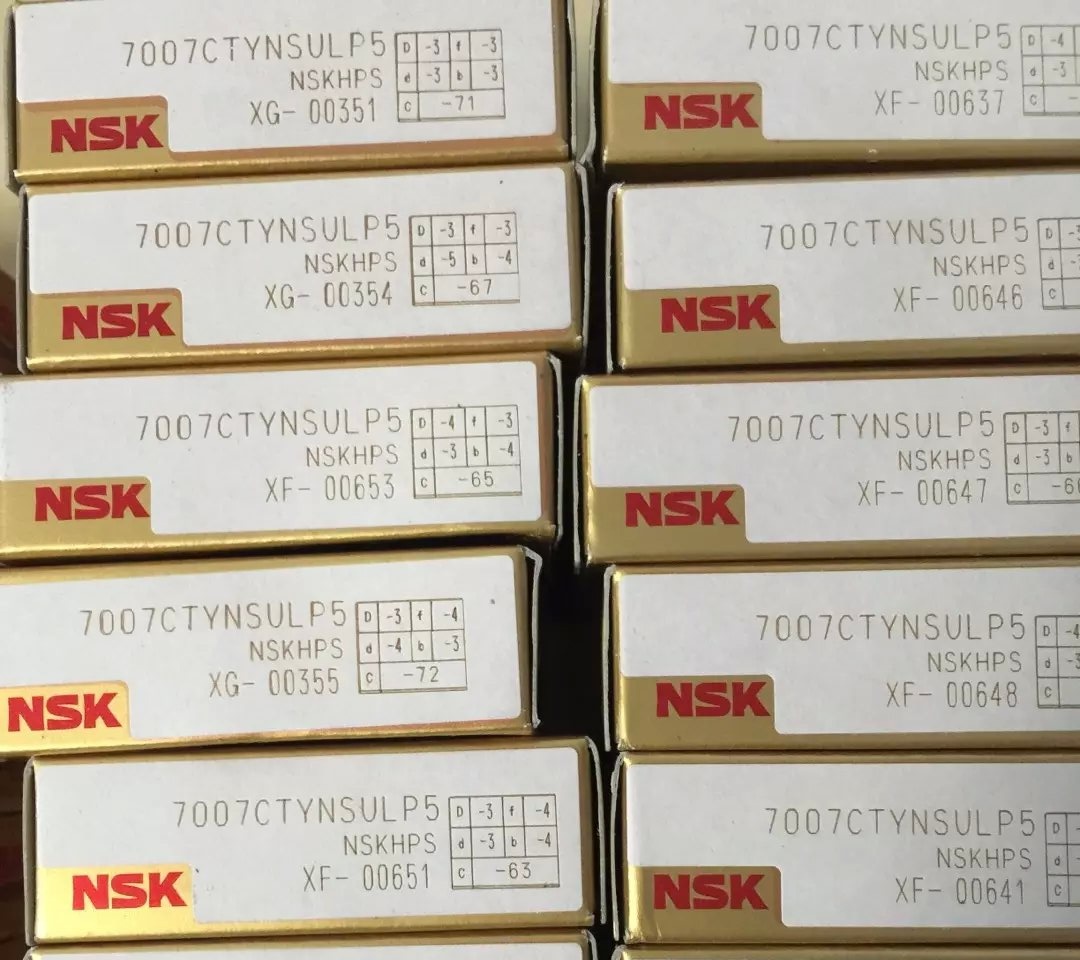 7007CTYNSULP5 D -3 f -3
NSKHPS d -3 b -3
XG- 00351 C -71
NSK
7007CTYNSULP5 D -3 f -3
NSKHPS d -5 b -4
XG- 00354 C -67
NSK
7007CTYNSULP5 D -4 f -3
NSKHPS d -3 b -4
XF- 00653 C -65
NSK
7007CTYNSULP5 D -3 f -4
NSKHPS d -4 b -3
XG- 00355 C -72
NSK
7007CTYNSULP5 D -3 f -4
NSKHPS d -3 b -4
XF- 00651 C -63
NSK
7007CTYNSULP5 D -4
NSKHPS d -3
XF- 00637 C
NSK
7007CTYNSULP5 D
NSKHPS d
XF- 00646 C
NSK
7007CTYNSULP5 D -3 f
NSKHPS d -3 b
XF- 00647 C
NSK
7007CTYNSULP5 D -4
NSKHPS d
XF- 00648 C
NSK
7007CTYNSULP5 D
NSKHPS d
XF- 00641 C
NSK